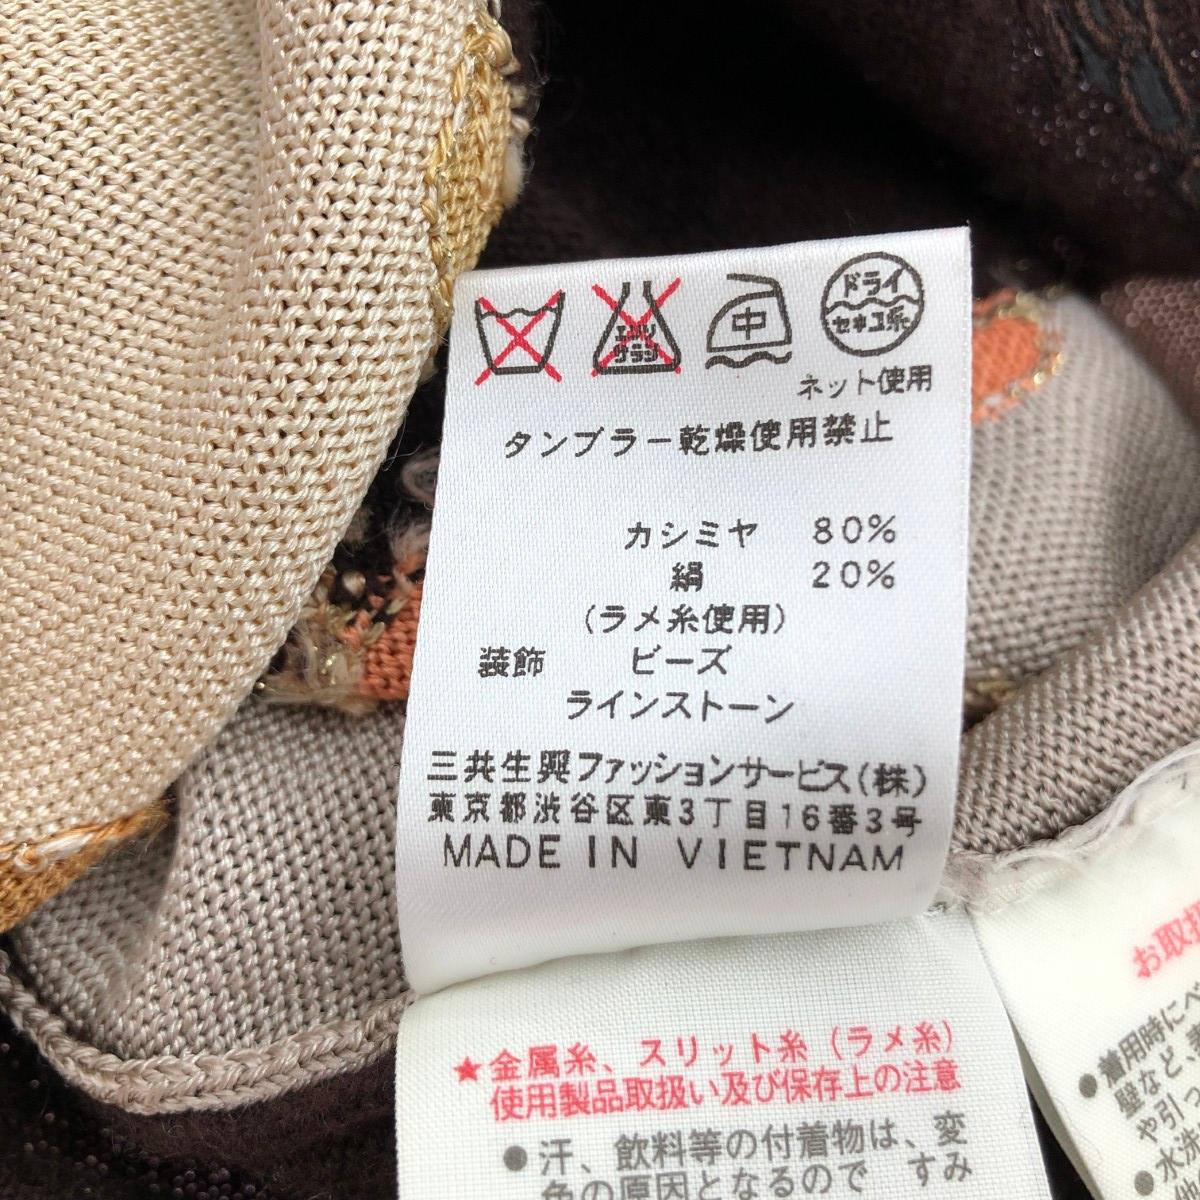 エンソ
サラシ
中
ドライ
セキユ系
ネット使用
タンブラー乾燥使用禁止
カシミヤ 80%
絹 20%
(ラメ糸使用)
装飾 ビーズ
ラインストーン
三共生興ファッションサービス(株)
東京都渋谷区東3丁目16番3号
MADE IN VIETNAM
★金属糸、スリット糸(ラメ糸)
使用製品取扱い及び保存上の注意
●汗、飲料等の付着物は、変
色の原因となるので すみ
お取扱
●着用時にベ
壁など、
や引っ
●水洗